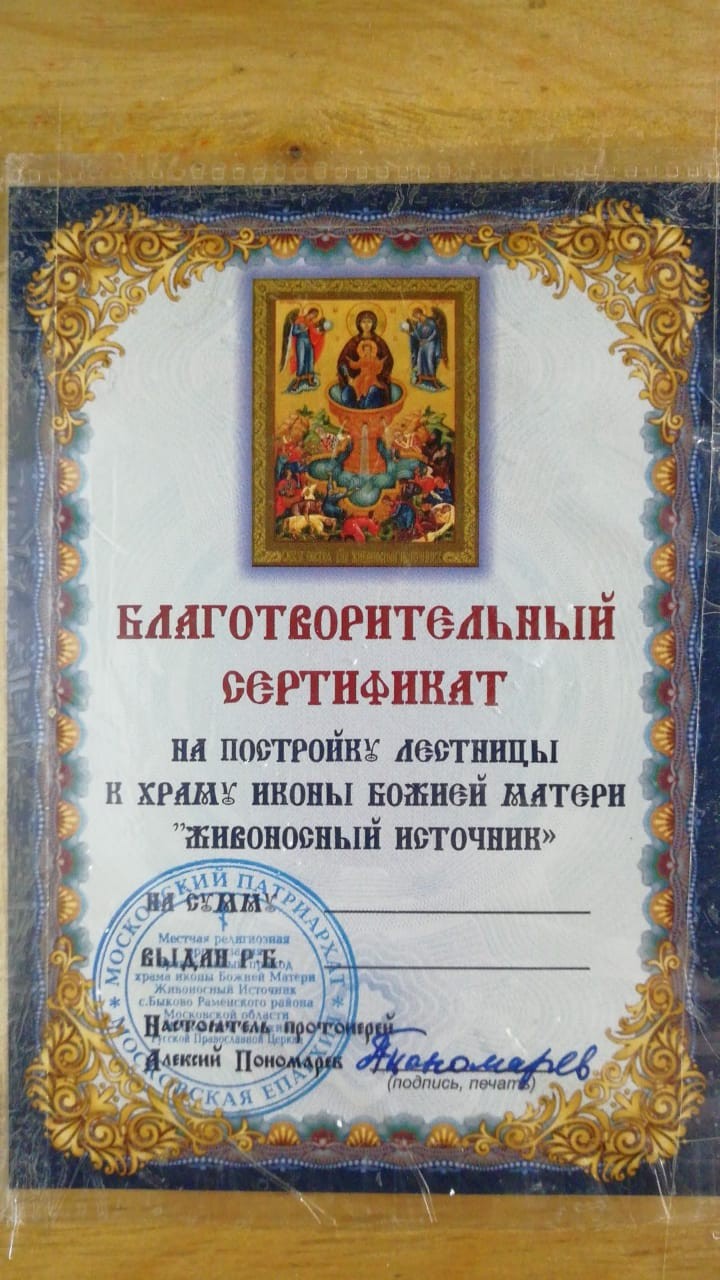 БЛАГОТВОРИТЕЛЬНЫЙ
СЕРТИФИКАТ
НА ПОСТРОЙКУ ЛЕСТНИЦЫ
К ХРАМУ ИКОНЫ БОЖИЕЙ МАТЕРИ
”ЖИВОНОСНЫЙ ИСТОЧНИК»
НА СУММУ
ВЫДАН Р.Б.
Настоятель протоиерей
Алексий Пономарев
Пономарев
(подпись, печать)
МОСКОВСКИЙ ПАТРИАРХАТ
МОСКОВСКАЯ ЕПАРХИЯ
Местная религиозная
храма иконы Божией Матери
Живоносный Источник
с.Быково Раменского района
Московской области
Русской Православной Церкви